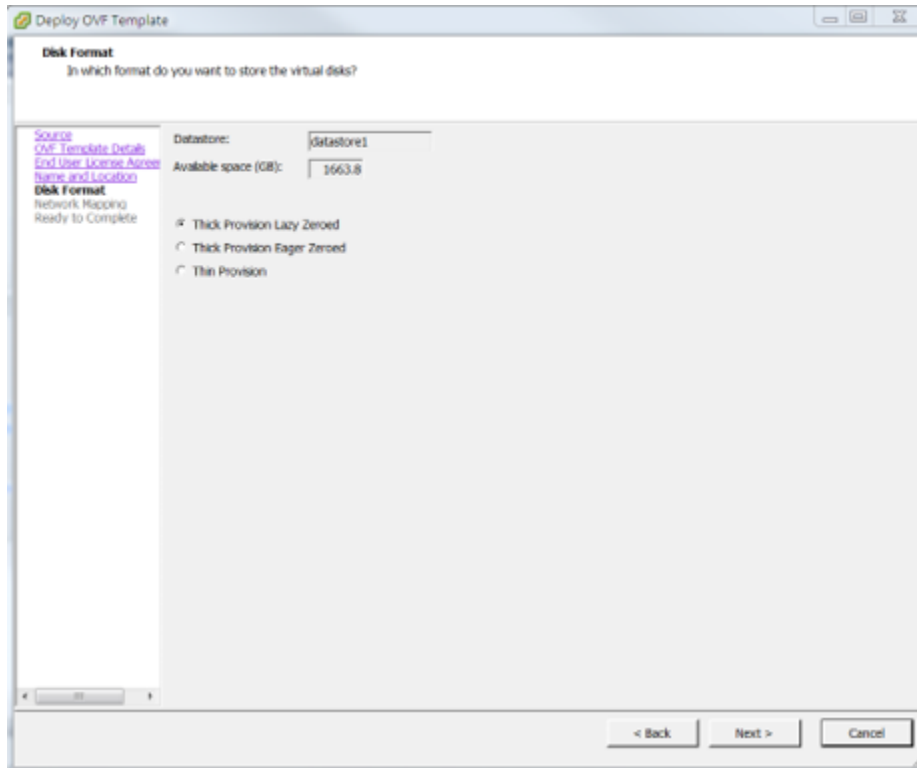 Deploy OVF Template
Disk Format
In which format do you want to store the virtual disks?
Source
OVF Template Details
End User License Agreer
Name and Location
Disk Format
Network Mapping
Ready to Complete
Datastore:
datastore1
Available space (GB):
1663.8
Thick Provision Lazy Zeroed
Thick Provision Eager Zeroed
Thin Provision
< Back
Next >
Cancel